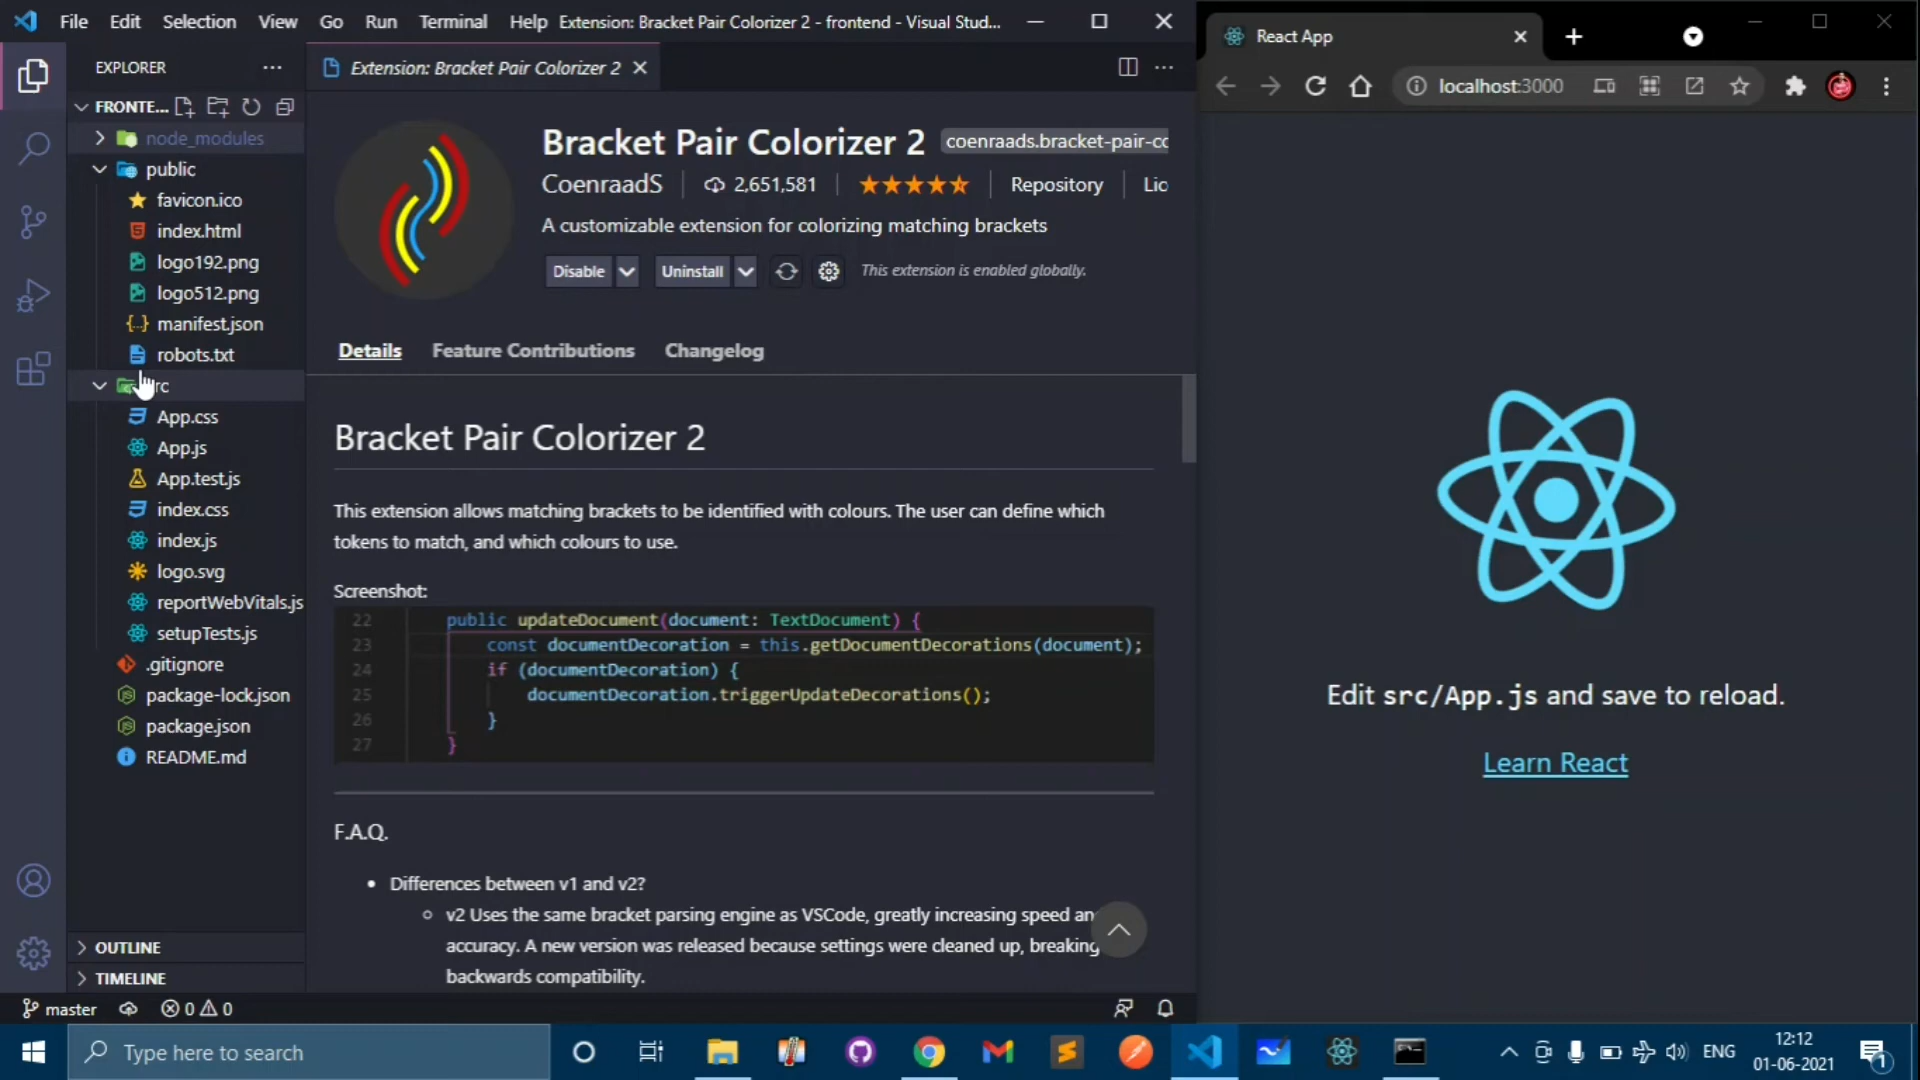 File Edit Selection View Go Run Terminal Help Extension: Bracket Pair Colorizer 2 - frontend - Visual Stud...
EXPLORER
FRONTE...
node_modules
public
favicon.ico
index.html
logo192.png
logo512.png
manifest.json
robots.txt
App.css
App.js
App.test.js
index.css
index.js
logo.svg
reportWebVitals.js
setupTests.js
.gitignore
package-lock.json
package.json
README.md
OUTLINE
TIMELINE
Extension: Bracket Pair Colorizer 2
Bracket Pair Colorizer 2 coenraads.bracket-pair-cc
CoenraadS 2,651,581 Repository Lic
A customizable extension for colorizing matching brackets
Disable Uninstall This extension is enabled globally.
Details Feature Contributions Changelog
Bracket Pair Colorizer 2
This extension allows matching brackets to be identified with colours. The user can define which
tokens to match, and which colours to use.
Screenshot:
22 public updateDocument(document: TextDocument) {
23 const documentDecoration = this.getDocumentDecorations(document);
24 if (documentDecoration) {
25 documentDecoration.triggerUpdateDecorations();
26 }
27 }
F.A.Q.
• Differences between v1 and v2?
v2 Uses the same bracket parsing engine as VSCode, greatly increasing speed an
accuracy. A new version was released because settings were cleaned up, breaking
backwards compatibility.
master 0 0
React App
localhost:3000
Edit src/App.js and save to reload.
Learn React
Type here to search
ENG
12:12
01-06-2021
1